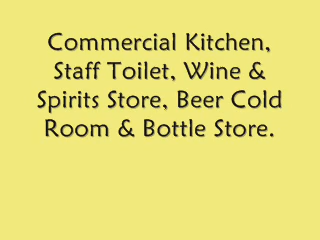 Commercial Kitchen,
Staff Toilet, Wine &
Spirits Store, Beer Cold
Room & Bottle Store.